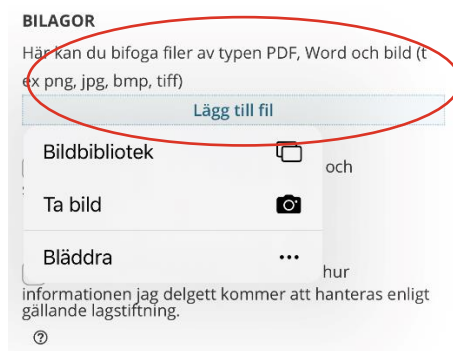 BILAGOR
Här kan du bifoga filer av typen PDF, Word och bild (t
ex png, jpg, bmp, tiff)
Lägg till fil
Bildbibliotek
och
Ta bild
Bläddra
hur
informationen jag delgett kommer att hanteras enligt
gällande lagstiftning.